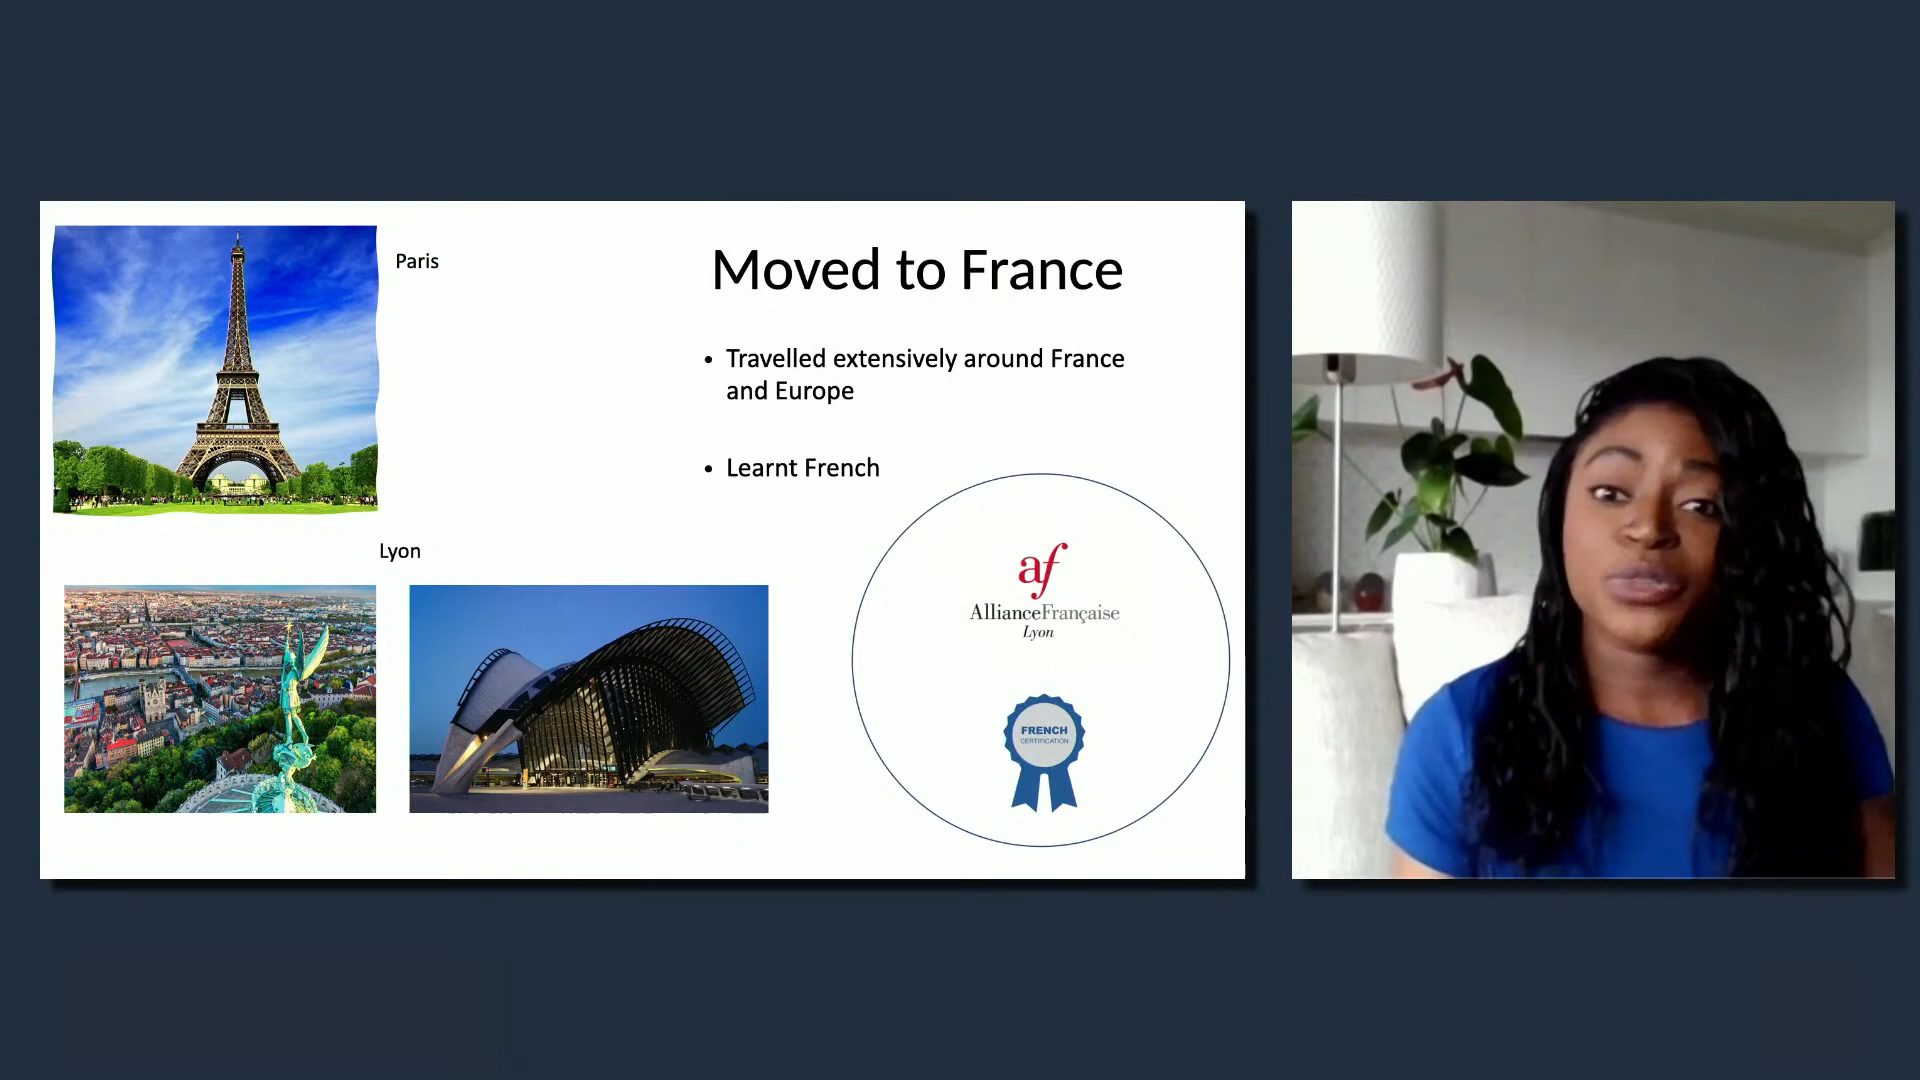 Paris
Moved to France
• Travelled extensively around France
and Europe
• Learnt French
Lyon
af
AllianceFrançaise
Lyon
FRENCH
CERTIFICATION